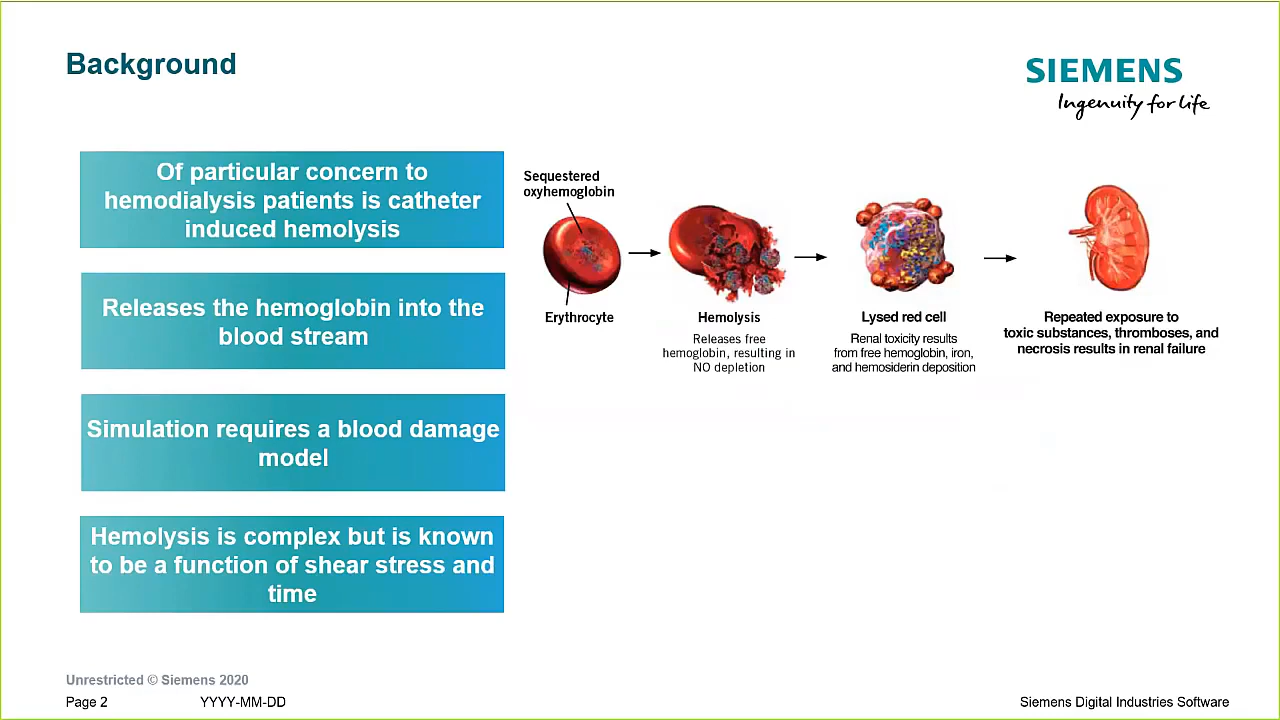 Background
SIEMENS
Ingenuity for life
Of particular concern to
hemodialysis patients is catheter
induced hemolysis
Releases the hemoglobin into the
blood stream
Simulation requires a blood damage
model
Hemolysis is complex but is known
to be a function of shear stress and
time
Sequestered
oxyhemoglobin
Erythrocyte
Hemolysis
Releases free
hemoglobin, resulting in
NO depletion
Lysed red cell
Renal toxicity results
from free hemoglobin, iron,
and hemosiderin deposition
Repeated exposure to
toxic substances, thromboses, and
necrosis results in renal failure
Unrestricted © Siemens 2020
Page 2 YYYY-MM-DD
Siemens Digital Industries Software